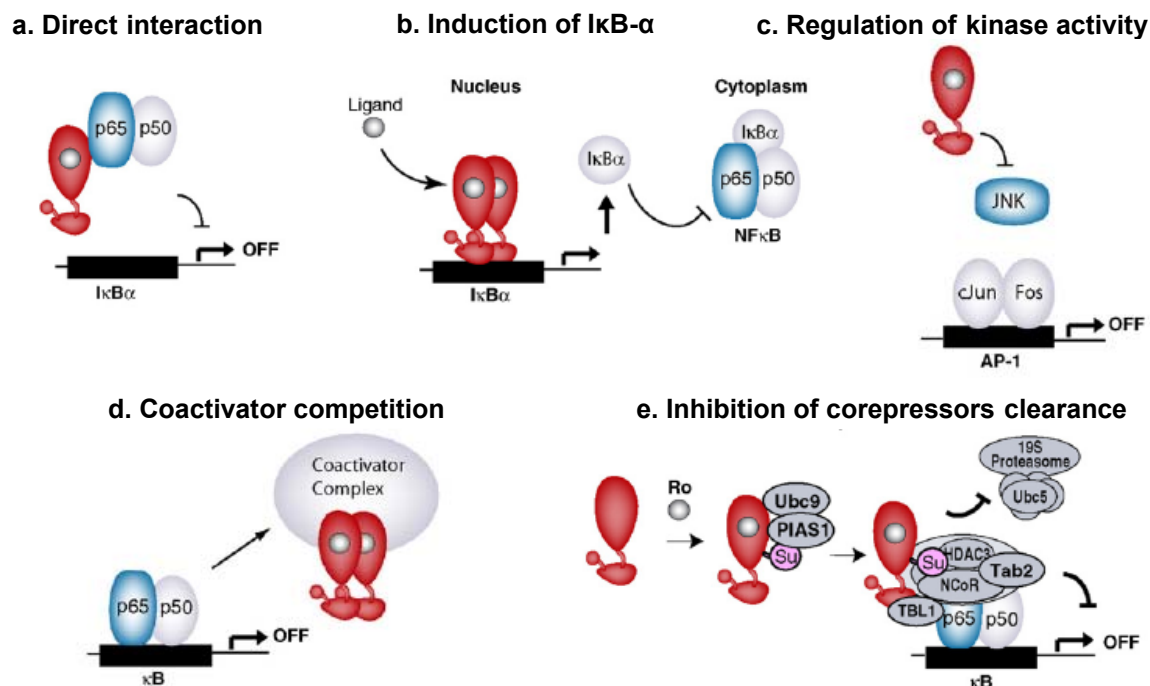 a. Direct interaction
p65
p50
OFF
IκBα
b. Induction of IκB-α
Nucleus
Cytoplasm
Ligand
IκBα
IκBα
p65
p50
NFκB
IκBα
c. Regulation of kinase activity
JNK
cJun
Fos
OFF
AP-1
d. Coactivator competition
Coactivator
Complex
p65
p50
OFF
κB
e. Inhibition of corepressors clearance
Ro
Ubc9
PIAS1
Su
19S
Proteasome
Ubc5
Su
HDAC3
NCoR
Tab2
TBL1
p65
p50
OFF
κB